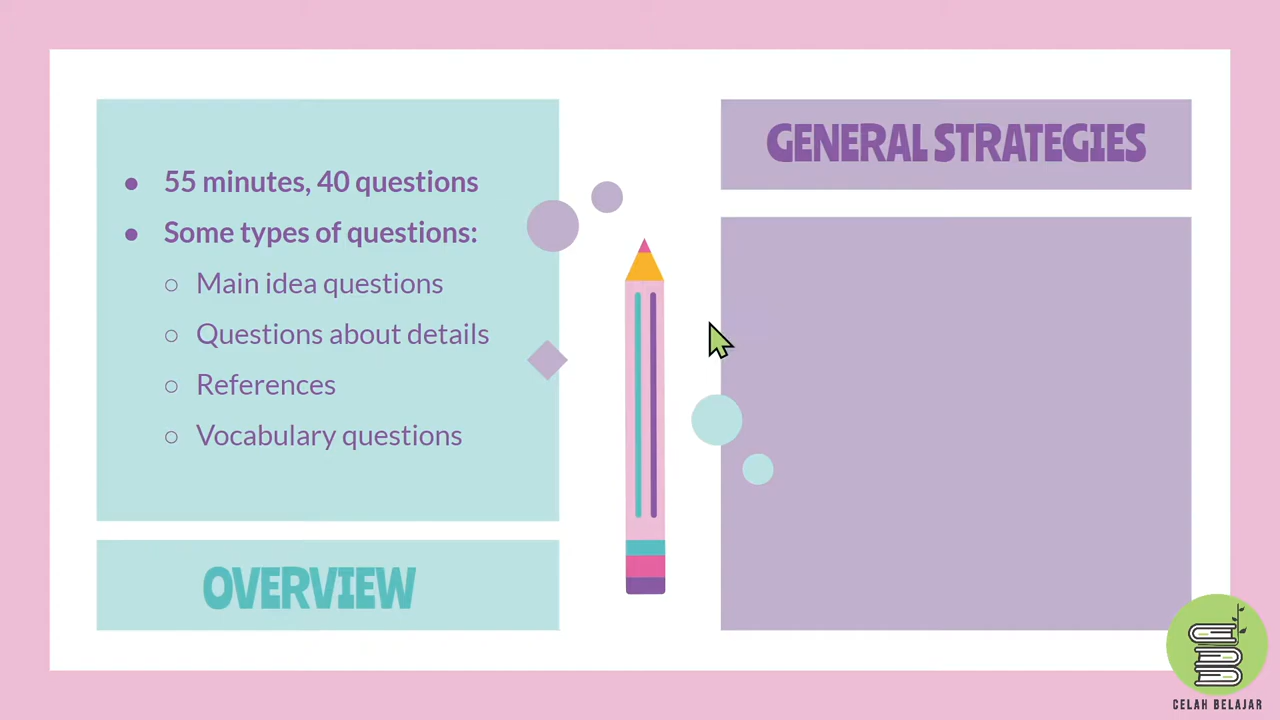 55 minutes, 40 questions
Some types of questions:
Main idea questions
Questions about details
References
Vocabulary questions
OVERVIEW
GENERAL STRATEGIES
CELAH BELAJAR